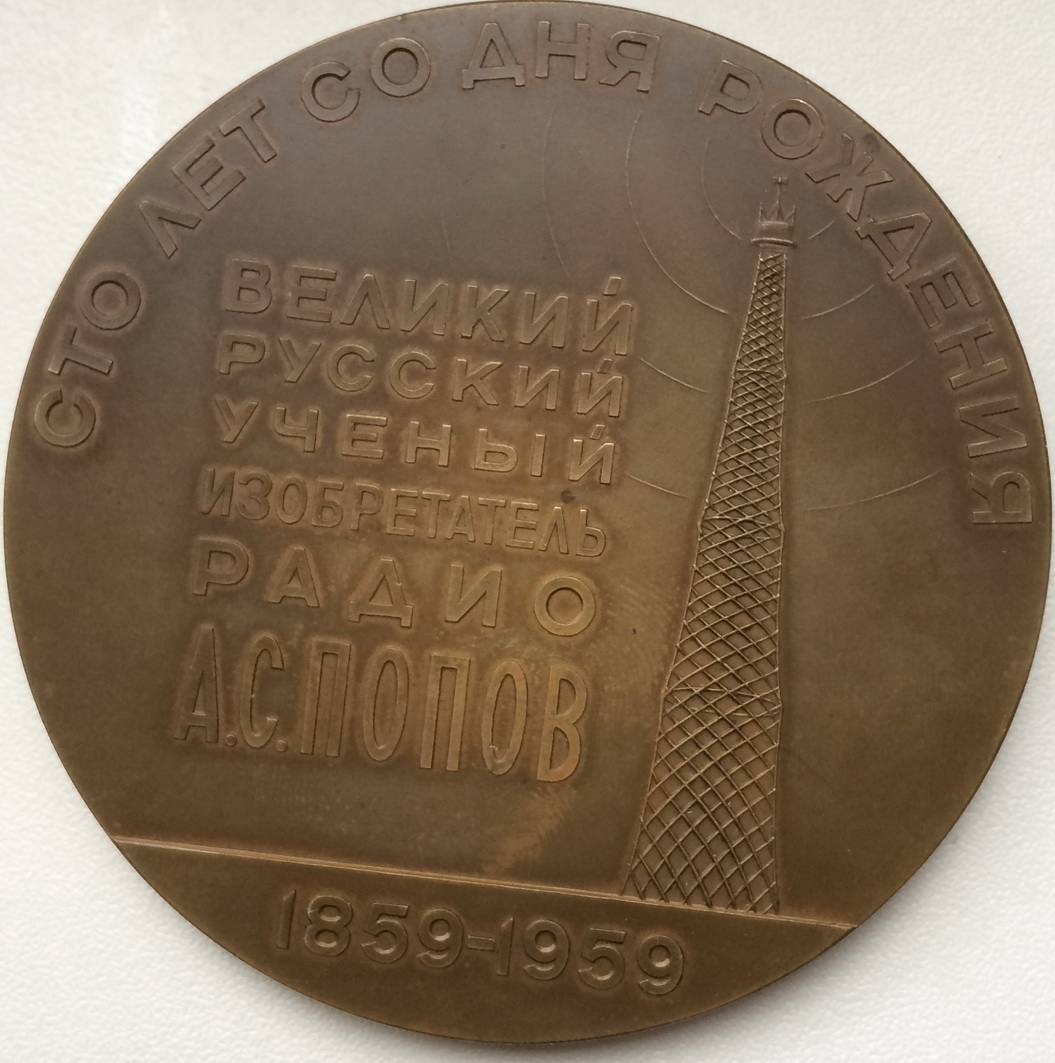 СТО ЛЕТ СО ДНЯ РОЖДЕНИЯ
ВЕЛИКИЙ
РУССКИЙ
УЧЕНЫЙ
ИЗОБРЕТАТЕЛЬ
РАДИО
А.С.ПОПОВ
1859-1959